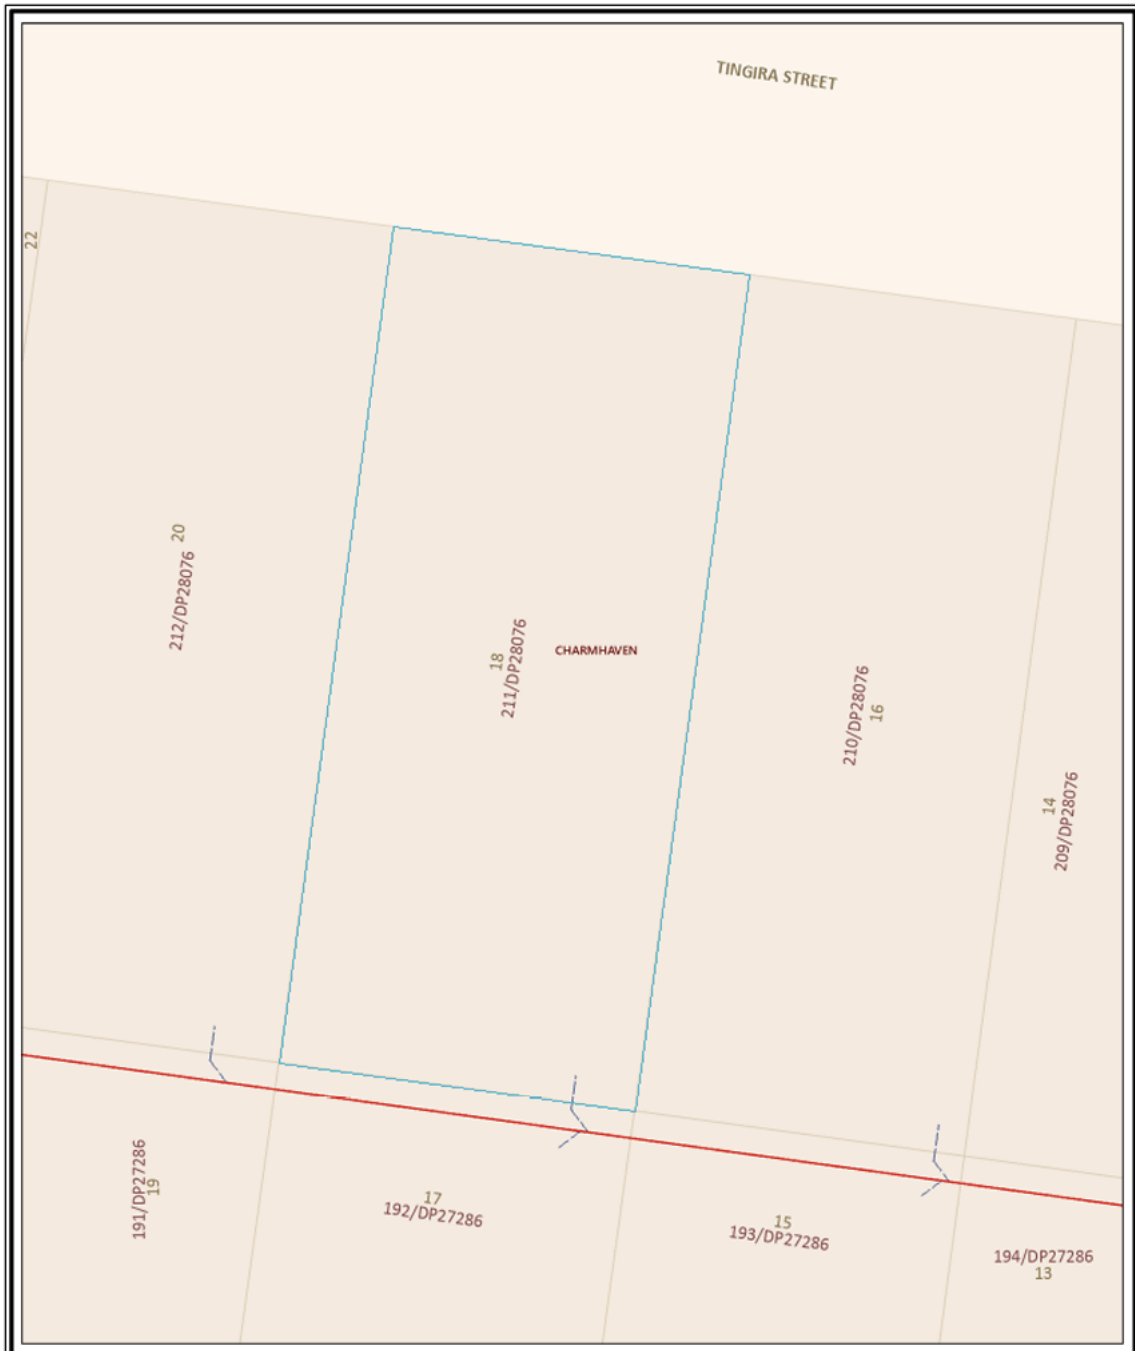 TINGIRA STREET
22
20
212/DP28076
18
211/DP28076
CHARMHAVEN
210/DP28076
16
14
209/DP28076
191/DP27286
19
17
192/DP27286
15
193/DP27286
194/DP27286
13